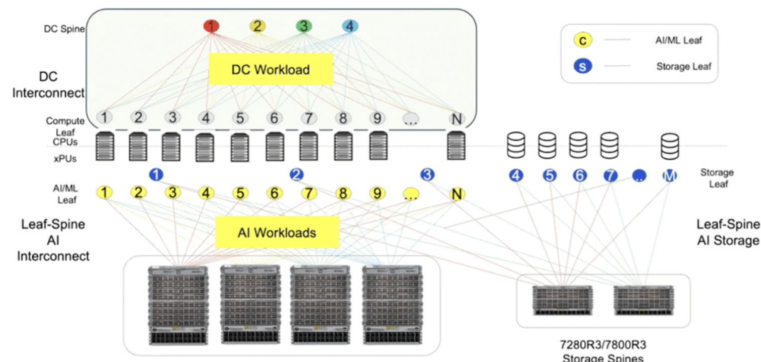 DC Spine
1 2 3 4
C AI/ML Leaf
S Storage Leaf
DC Workload
DC
Interconnect
Compute
Leaf
1 2 3 4 5 6 7 8 9 ... N
CPUs
xPUs
1 2 3 4 5 6 7 ... M
Storage
Leaf
AI/ML
Leaf
1 2 3 4 5 6 7 8 9 ... N
Leaf-Spine
AI
Interconnect
AI Workloads
Leaf-Spine
AI Storage
7280R3/7800R3
Storage Spines